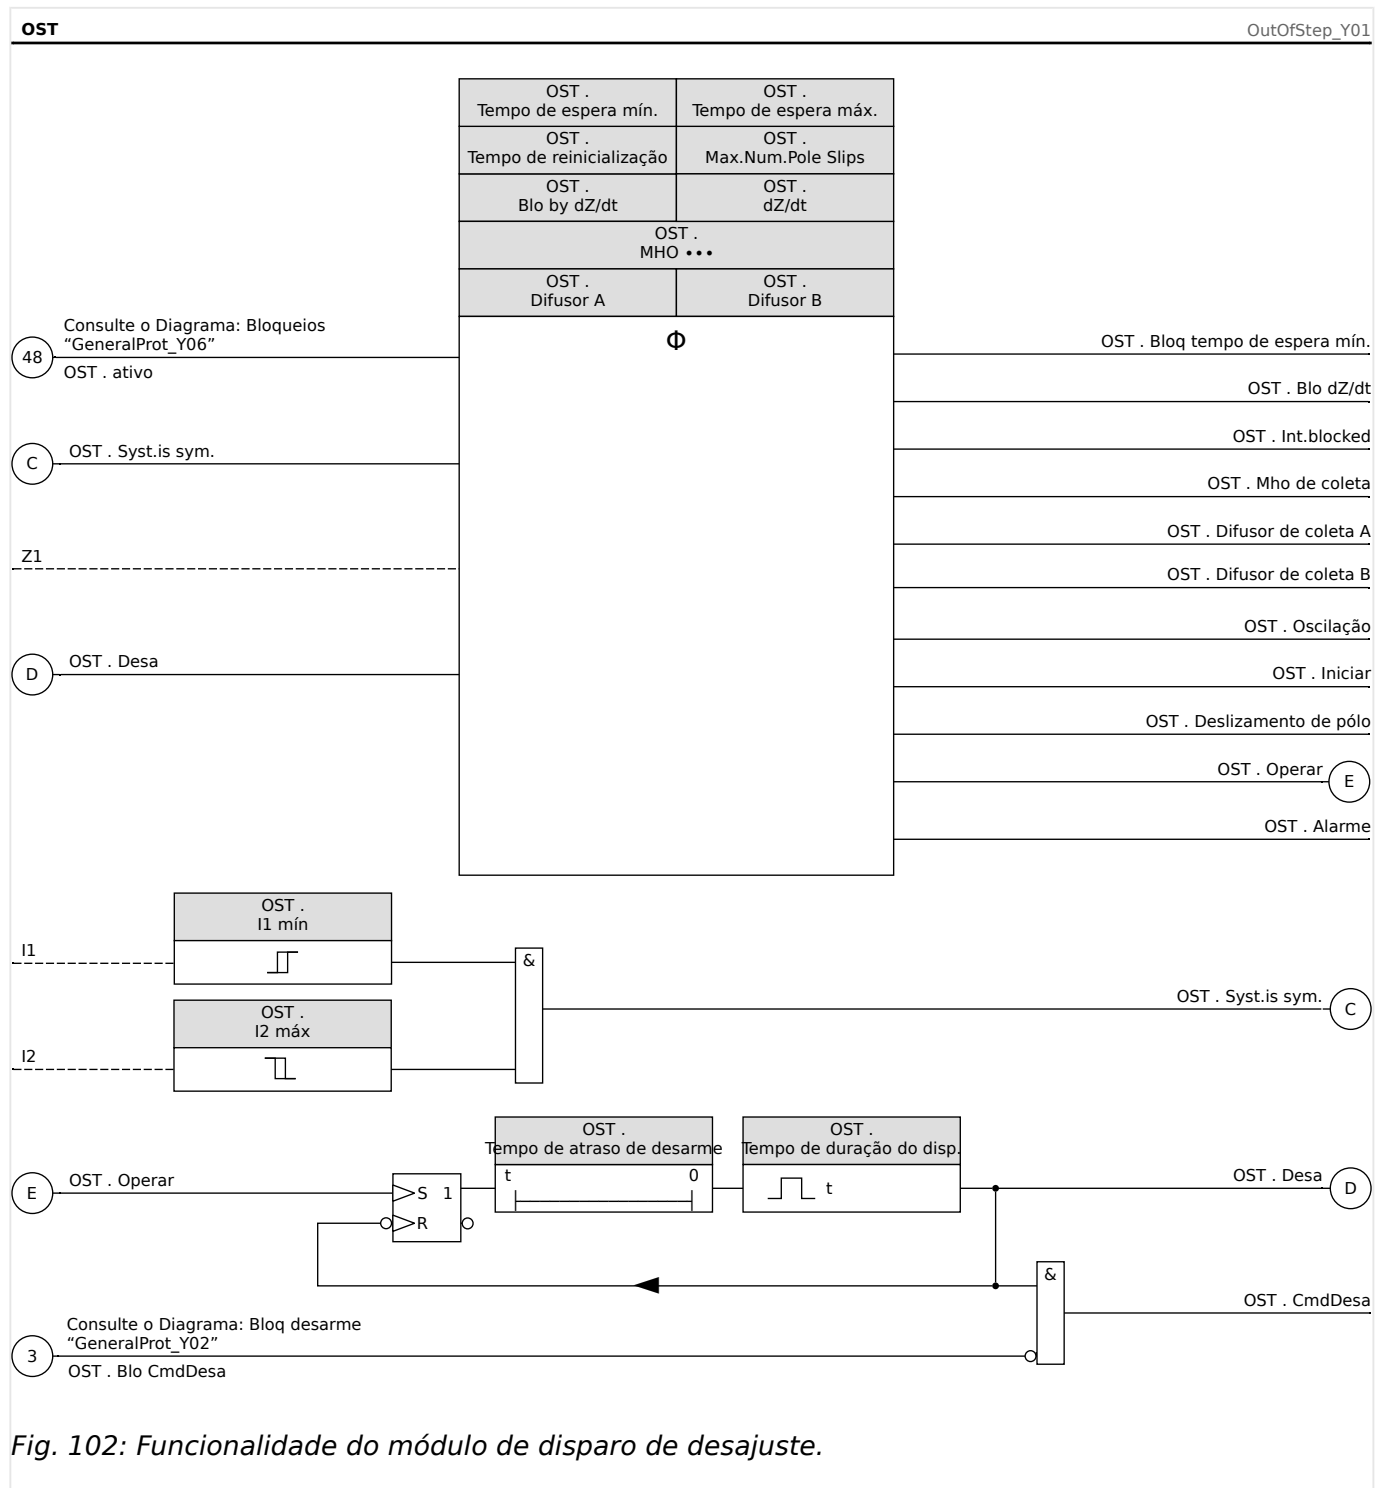 OST
OutOfStep_Y01
OST .
Tempo de espera mín.
OST .
Tempo de espera máx.
OST .
Tempo de reinicialização
OST .
Max.Num.Pole Slips
OST .
Blo by dZ/dt
OST .
dZ/dt
OST .
MHO •••
OST .
Difusor A
OST .
Difusor B
Φ
48
Consulte o Diagrama: Bloqueios
“GeneralProt_Y06”
OST . ativo
C
OST . Syst.is sym.
Z1
D
OST . Desa
OST . Bloq tempo de espera mín.
OST . Blo dZ/dt
OST . Int.blocked
OST . Mho de coleta
OST . Difusor de coleta A
OST . Difusor de coleta B
OST . Oscilação
OST . Iniciar
OST . Deslizamento de pólo
OST . Operar
E
OST . Alarme
OST .
I1 mín
I1
&
OST .
I2 máx
I2
OST . Syst.is sym.
C
E
OST . Operar
S 1
R
OST .
Tempo de atraso de desarme
t 0
OST .
Tempo de duração do disp.
t
OST . Desa
D
&
OST . CmdDesa
3
Consulte o Diagrama: Bloq desarme
“GeneralProt_Y02”
OST . Blo CmdDesa
Fig. 102: Funcionalidade do módulo de disparo de desajuste.